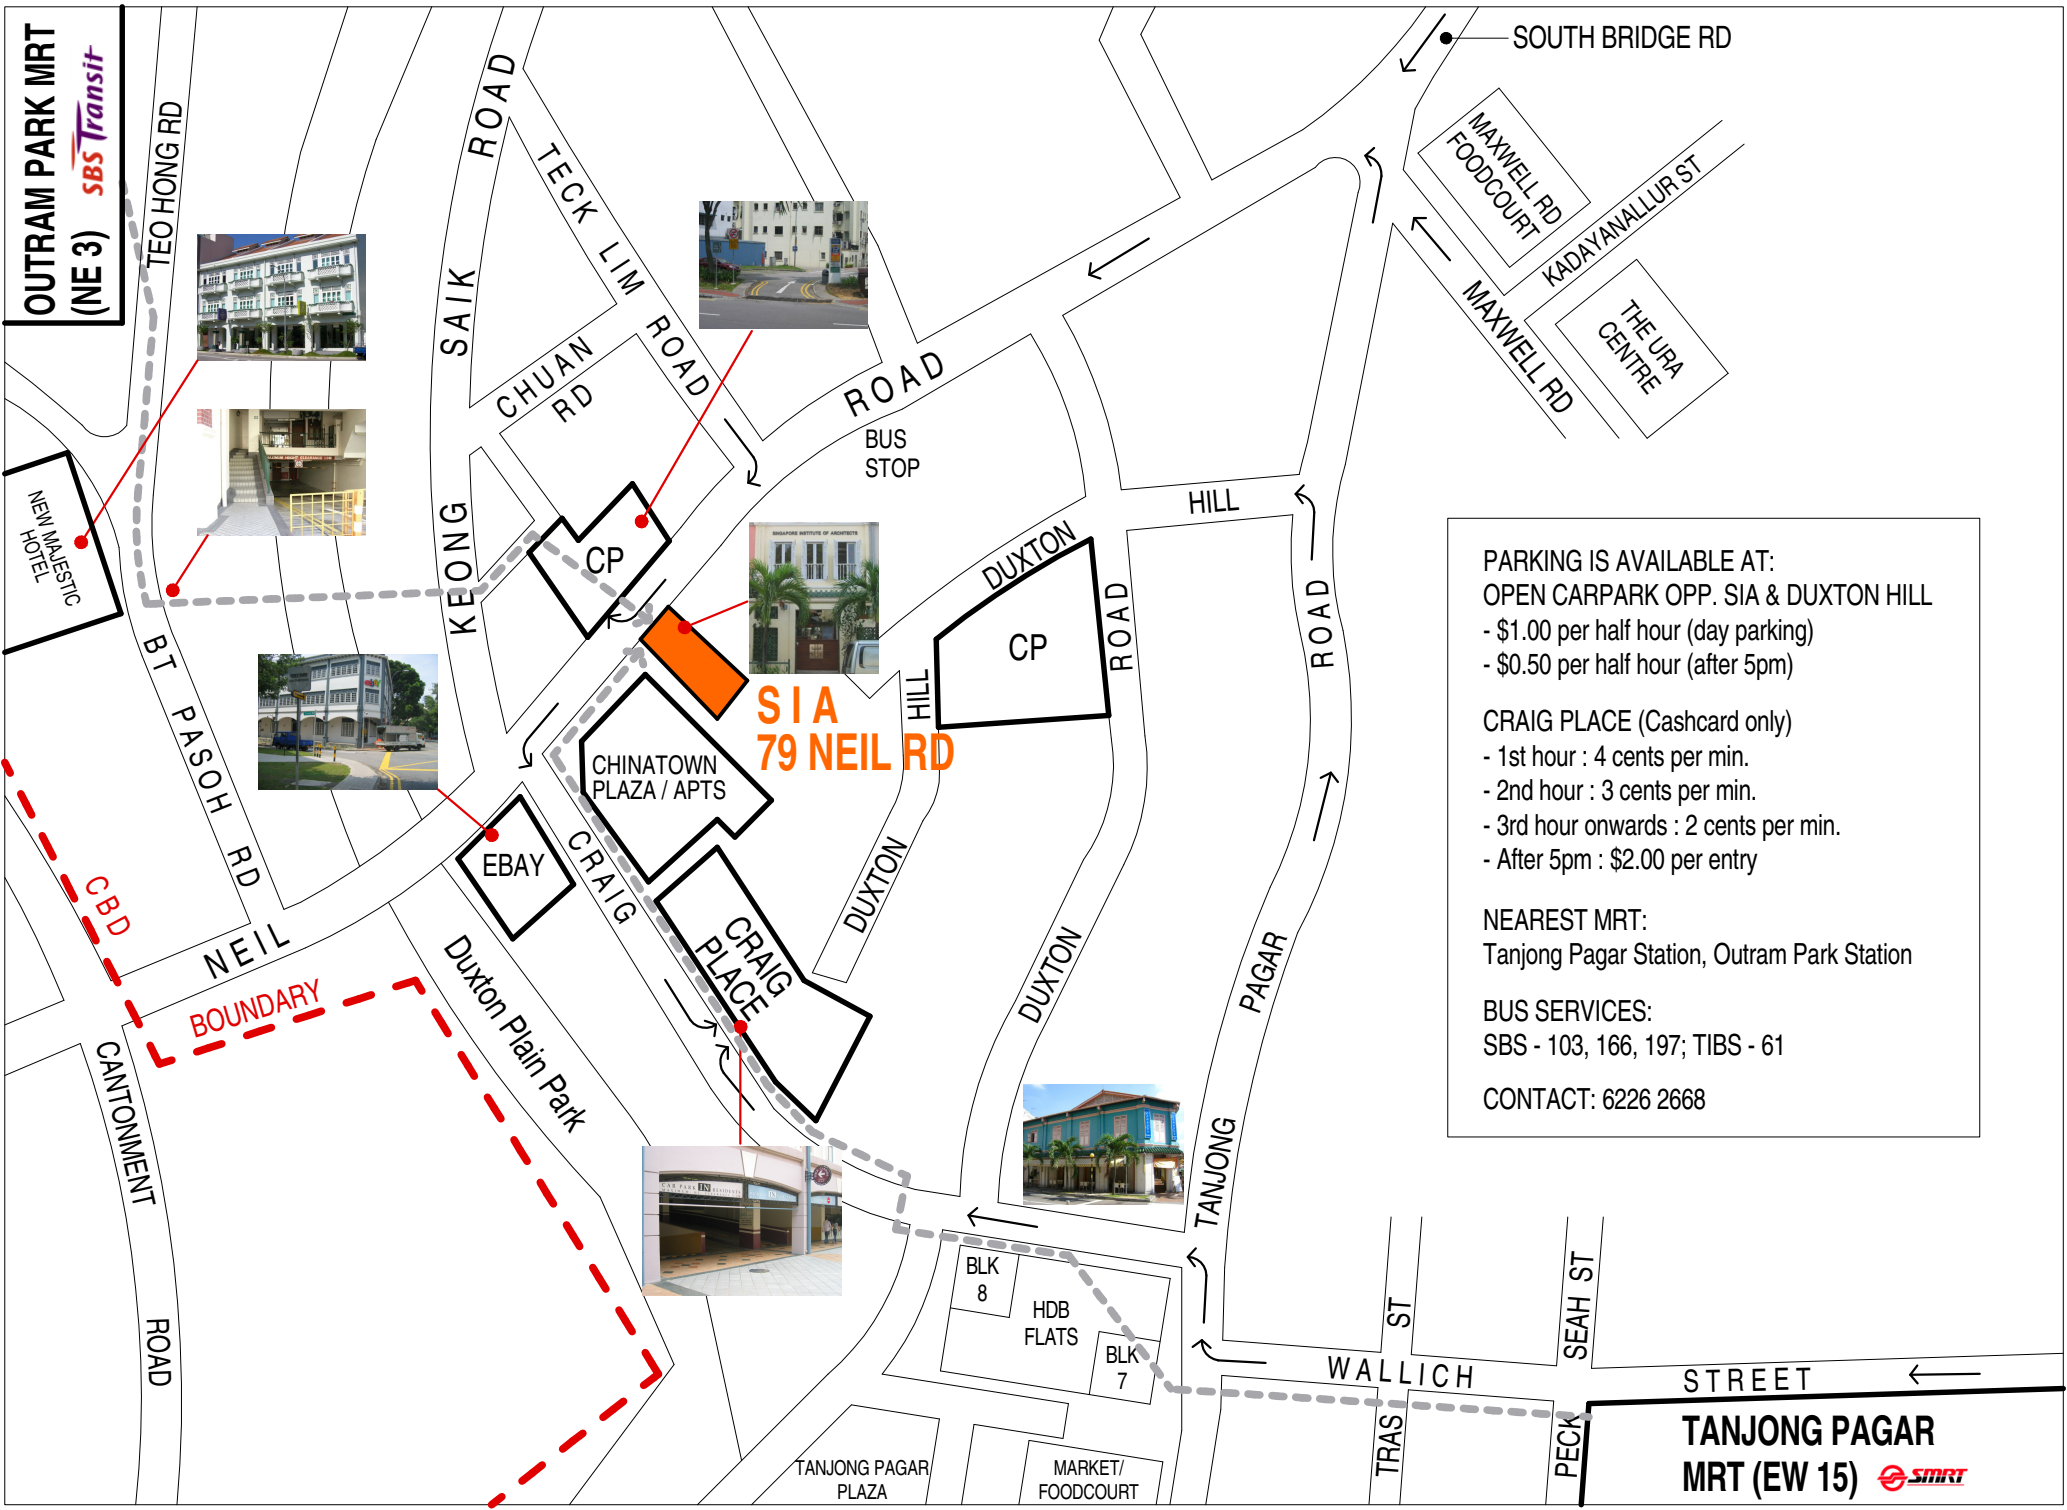 OUTRAM PARK MRT
(NE 3)
SBS Transit
TEO HONG RD
KEONG SAIK ROAD
TECK LIM ROAD
CHUAN
RD
SOUTH BRIDGE RD
MAXWELL RD
FOODCOURT
KADAYANALLUR ST
MAXWELL RD
THE URA
CENTRE
NEIL ROAD
BUS
STOP
NEW MAJESTIC
HOTEL
BT PASOH RD
CP
SINGAPORE INSTITUTE OF ARCHITECTS
S I A
79 NEIL RD
DUXTON HILL
CP
DUXTON ROAD
DUXTON HILL
TANJONG PAGAR ROAD
CHINATOWN
PLAZA / APTS
EBAY
CRAIG
CRAIG
PLACE
CBD
BOUNDARY
Duxton Plain Park
CANTONMENT ROAD
CAR PARK IN RESIDENTS
BLK
8
HDB
FLATS
BLK
7
TANJONG PAGAR
PLAZA
MARKET/
FOODCOURT
WALLICH STREET
TRAS ST
PECK SEAH ST
TANJONG PAGAR
MRT (EW 15)
SMRT
PARKING IS AVAILABLE AT:
OPEN CARPARK OPP. SIA & DUXTON HILL
- $1.00 per half hour (day parking)
- $0.50 per half hour (after 5pm)
CRAIG PLACE (Cashcard only)
- 1st hour : 4 cents per min.
- 2nd hour : 3 cents per min.
- 3rd hour onwards : 2 cents per min.
- After 5pm : $2.00 per entry
NEAREST MRT:
Tanjong Pagar Station, Outram Park Station
BUS SERVICES:
SBS - 103, 166, 197; TIBS - 61
CONTACT: 6226 2668